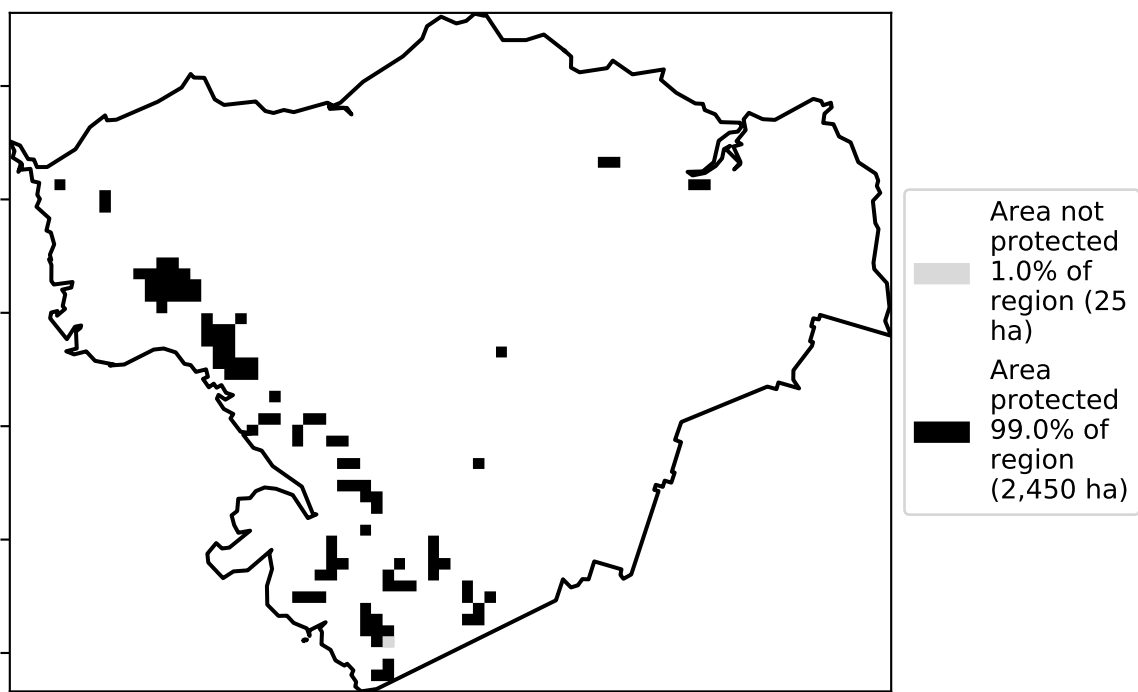 Area not
protected
1.0% of
region (25
ha)
Area
protected
99.0% of
region
(2,450 ha)